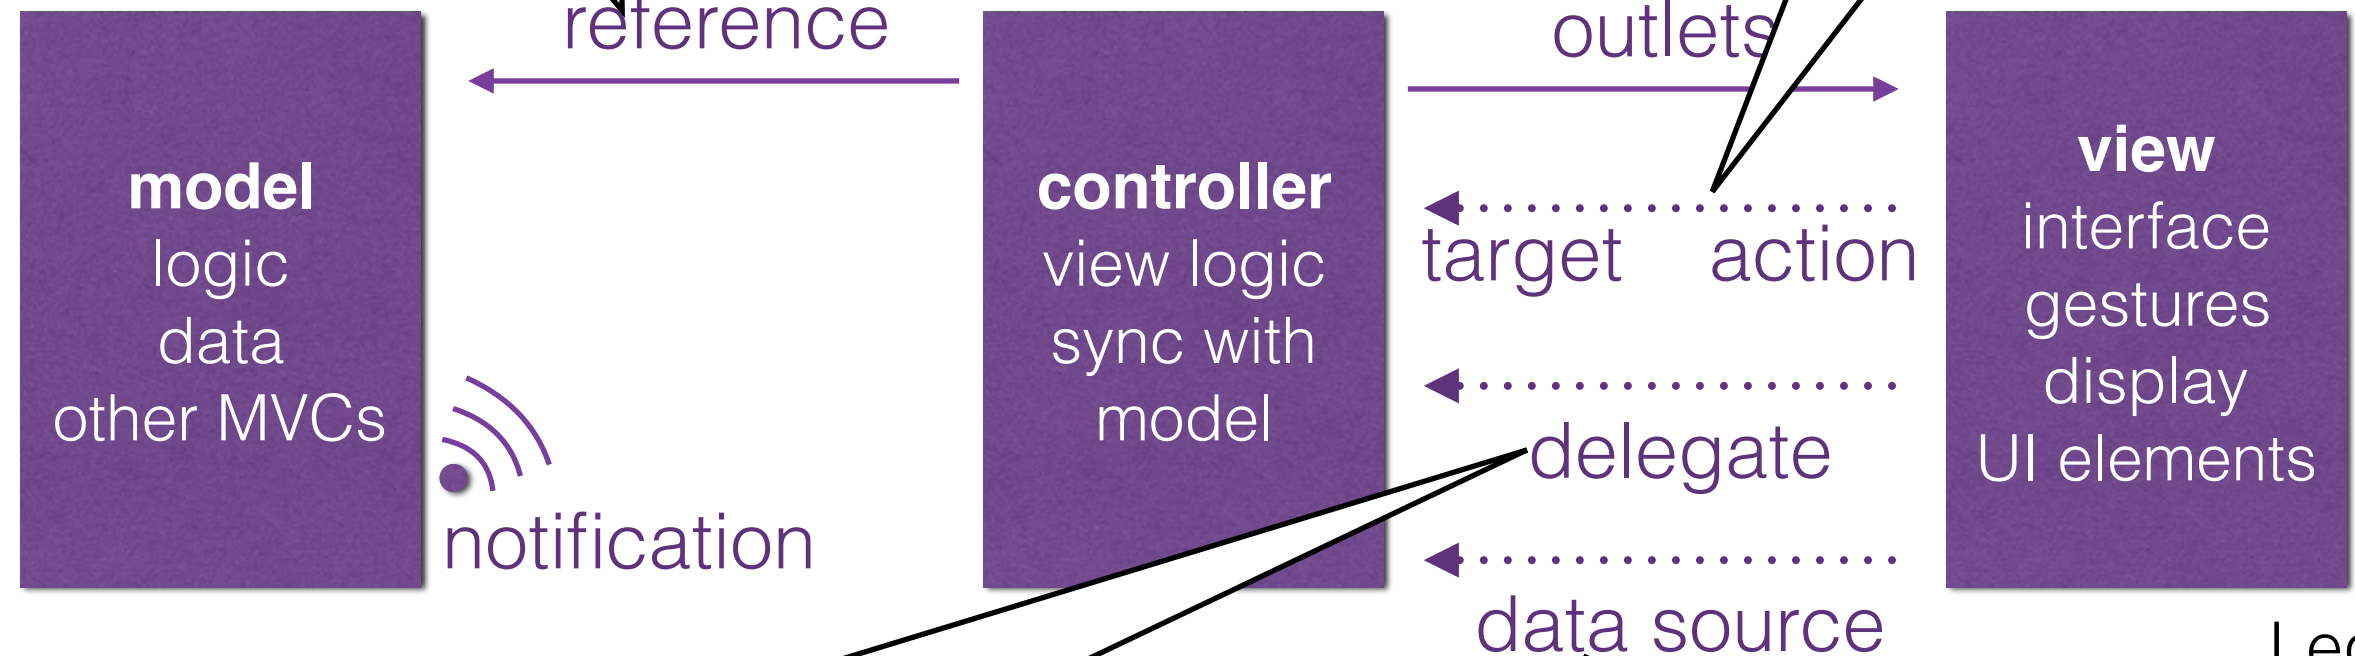 reference
outlets
model
logic
data
other MVCs
notification
controller
view logic
sync with
model
target action
delegate
data source
view
interface
gestures
display
UI elements